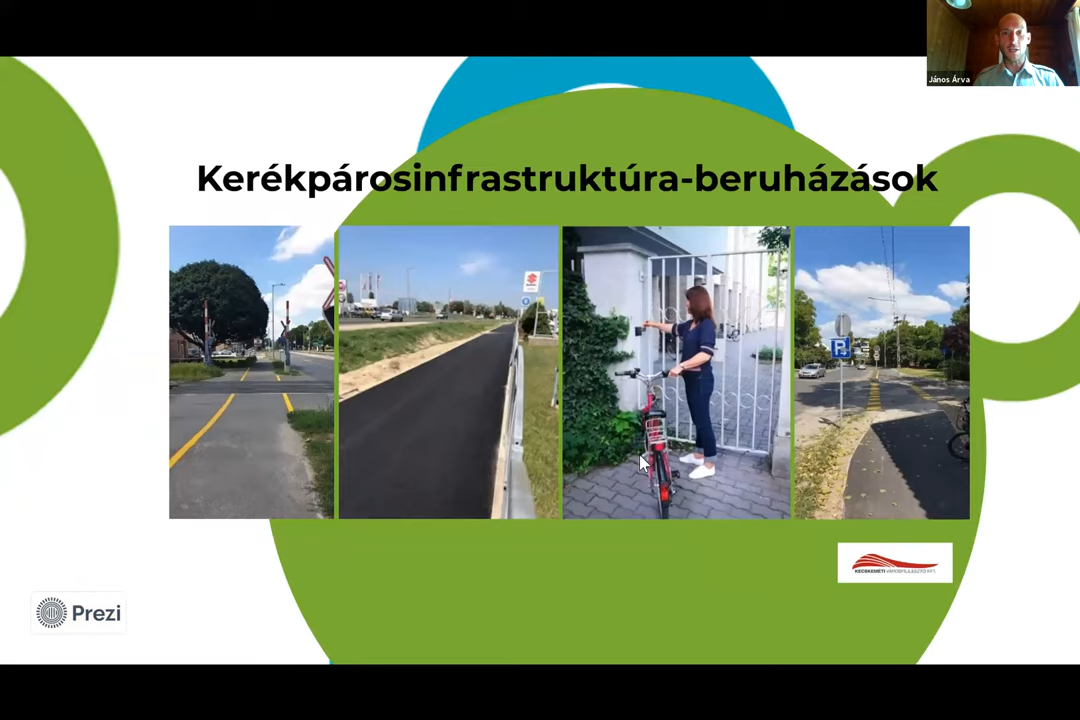 János Árva
Kerékpárosinfrastruktúra-beruházások
P
KECSKEMÉTI VÁROSFEJLESZTŐ KFT.
Prezi